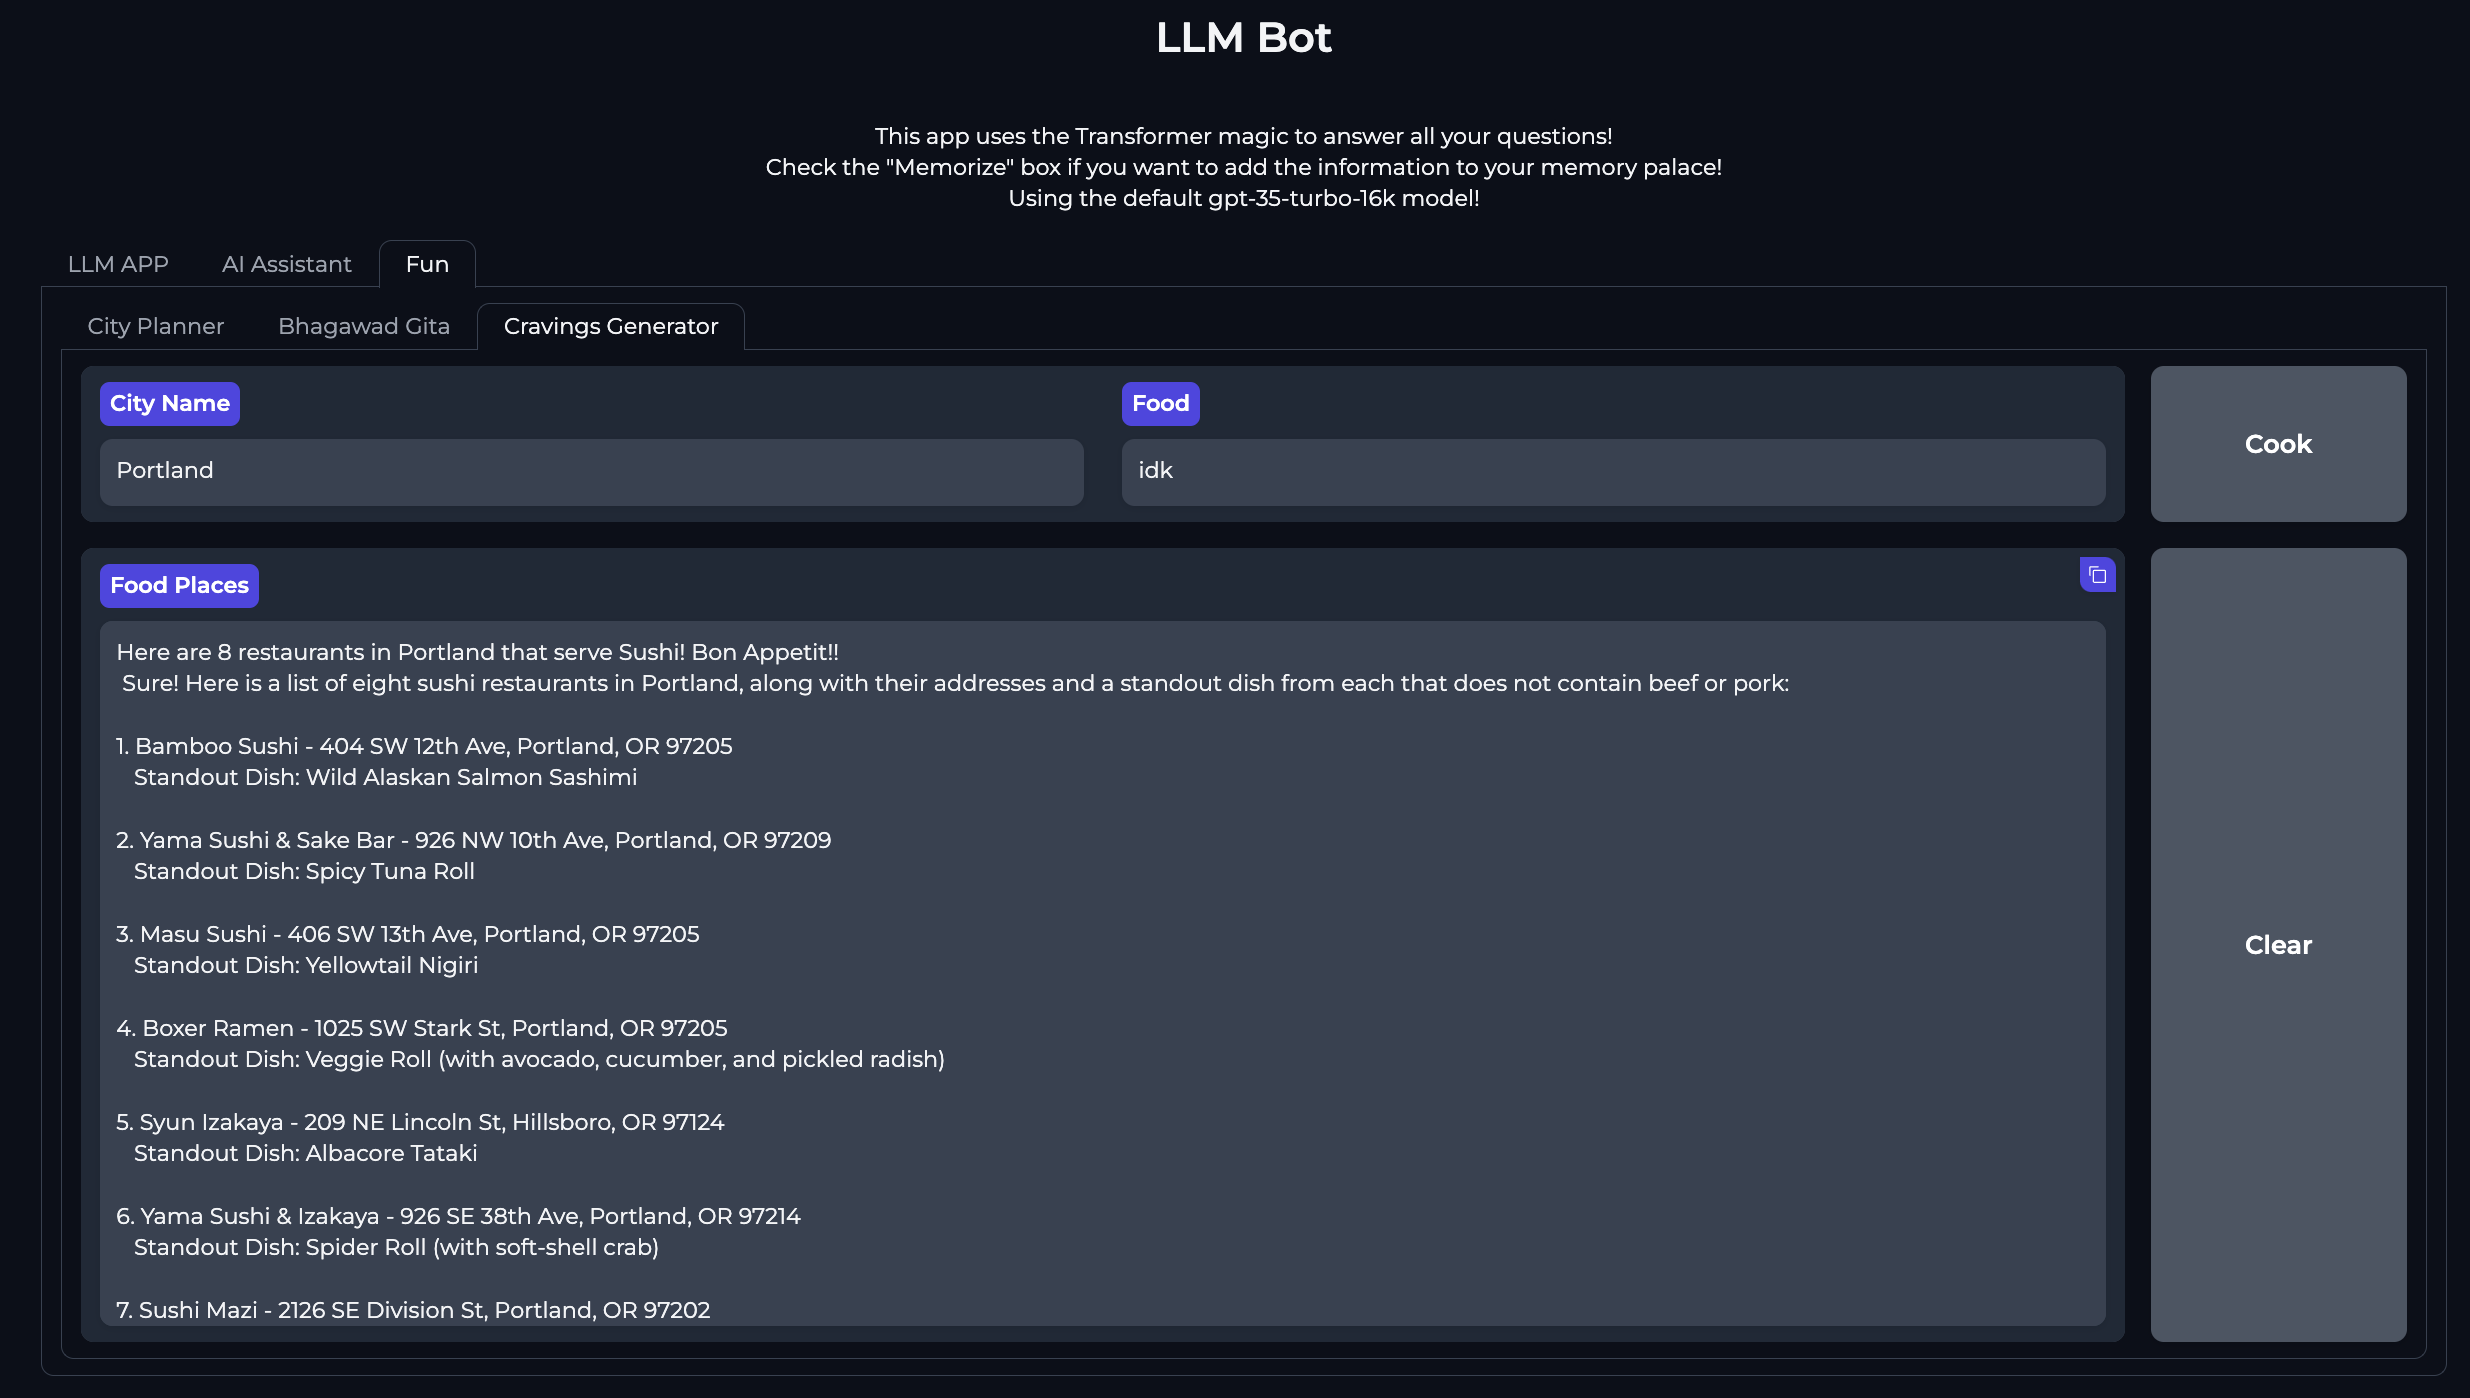 LLM Bot
This app uses the Transformer magic to answer all your questions!
Check the "Memorize" box if you want to add the information to your memory palace!
Using the default gpt-35-turbo-16k model!
LLM APP
AI Assistant
Fun
City Planner
Bhagawad Gita
Cravings Generator
City Name
Food
Portland
idk
Cook
Food Places
Here are 8 restaurants in Portland that serve Sushi! Bon Appetit!!
Sure! Here is a list of eight sushi restaurants in Portland, along with their addresses and a standout dish from each that does not contain beef or pork:
1. Bamboo Sushi - 404 SW 12th Ave, Portland, OR 97205
Standout Dish: Wild Alaskan Salmon Sashimi
2. Yama Sushi & Sake Bar - 926 NW 10th Ave, Portland, OR 97209
Standout Dish: Spicy Tuna Roll
3. Masu Sushi - 406 SW 13th Ave, Portland, OR 97205
Standout Dish: Yellowtail Nigiri
4. Boxer Ramen - 1025 SW Stark St, Portland, OR 97205
Standout Dish: Veggie Roll (with avocado, cucumber, and pickled radish)
5. Syun Izakaya - 209 NE Lincoln St, Hillsboro, OR 97124
Standout Dish: Albacore Tataki
6. Yama Sushi & Izakaya - 926 SE 38th Ave, Portland, OR 97214
Standout Dish: Spider Roll (with soft-shell crab)
7. Sushi Mazi - 2126 SE Division St, Portland, OR 97202
Clear